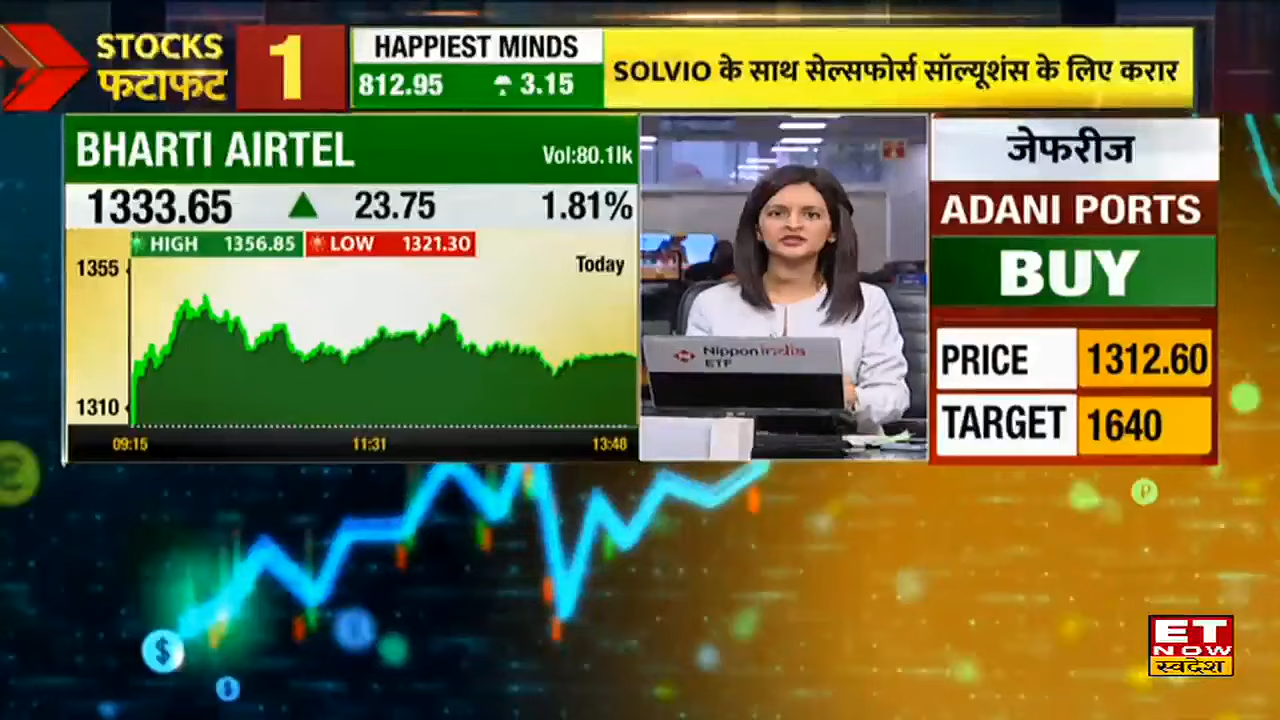 STOCKS
फटाफट
1
HAPPIEST MINDS
812.95 3.15
SOLVIO के साथ सेल्सफोर्स सॉल्यूशंस के लिए करार
BHARTI AIRTEL Vol:80.1lk
1333.65 23.75 1.81%
HIGH 1356.85 LOW 1321.30
Today
1355
1310
09:15 11:31 13:48
Nippon india
ETF
जेफरीज
ADANI PORTS
BUY
PRICE 1312.60
TARGET 1640
$
$
P
ET
NOW
स्वदेश